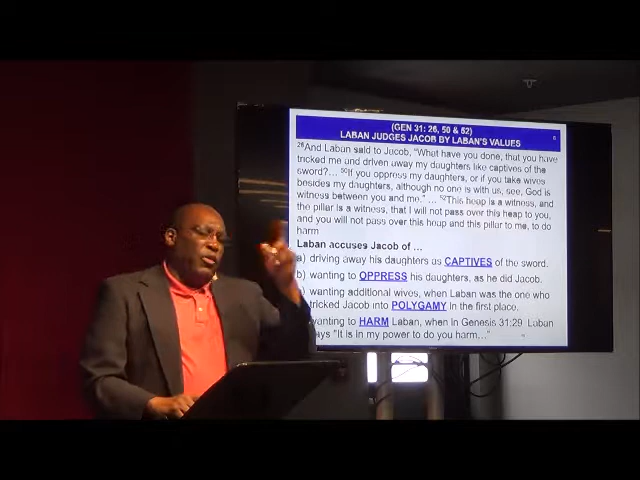 (GEN 31: 26, 50 & 52)
LABAN JUDGES JACOB BY LABAN'S VALUES
26And Laban said to Jacob, "What have you done, that you have
tricked me and driven away my daughters like captives of the
sword?... 50If you oppress my daughters, or if you take wives
besides my daughters, although no one is with us, see, God is
witness between you and me." ... 52This heap is a witness, and
the pillar is a witness, that I will not pass over this heap to you,
and you will not pass over this heap and this pillar to me, to do
harm
Laban accuses Jacob of ...
a) driving away his daughters as CAPTIVES of the sword.
b) wanting to OPPRESS his daughters, as he did Jacob.
) wanting additional wives, when Laban was the one who
tricked Jacob into POLYGAMY in the first place.
wanting to HARM Laban, when in Genesis 31:29 Laban
ays "It is in my power to do you harm..."